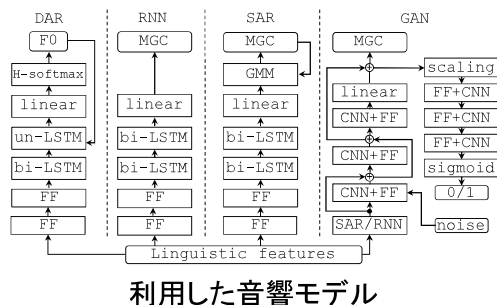 DAR
RNN
SAR
GAN
F0
H-softmax
linear
un-LSTM
bi-LSTM
FF
FF
MGC
linear
bi-LSTM
bi-LSTM
FF
FF
MGC
GMM
linear
bi-LSTM
bi-LSTM
FF
FF
MGC
linear
CNN+FF
CNN+FF
CNN+FF
SAR/RNN
scaling
FF+CNN
FF+CNN
FF+CNN
sigmoid
0/1
noise
Linguistic features
利用した音響モデル